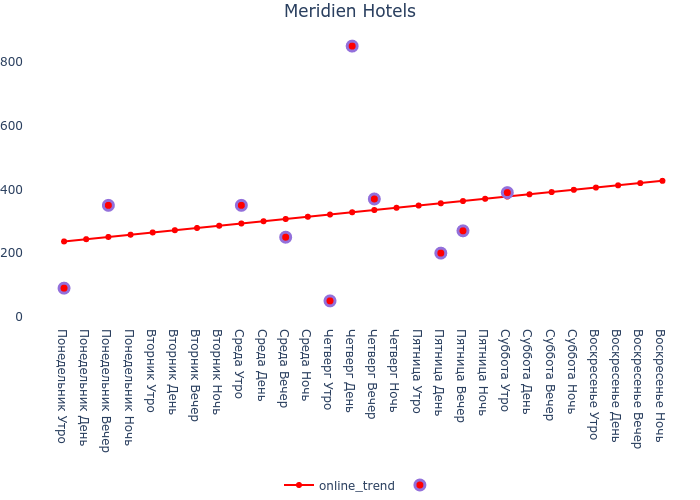 Meridien Hotels
800
600
400
200
0
Понедельник Утро
Понедельник День
Понедельник Вечер
Понедельник Ночь
Вторник Утро
Вторник День
Вторник Вечер
Вторник Ночь
Среда Утро
Среда День
Среда Вечер
Среда Ночь
Четверг Утро
Четверг День
Четверг Вечер
Четверг Ночь
Пятница Утро
Пятница День
Пятница Вечер
Пятница Ночь
Суббота Утро
Суббота День
Суббота Вечер
Суббота Ночь
Воскресенье Утро
Воскресенье День
Воскресенье Вечер
Воскресенье Ночь
online_trend